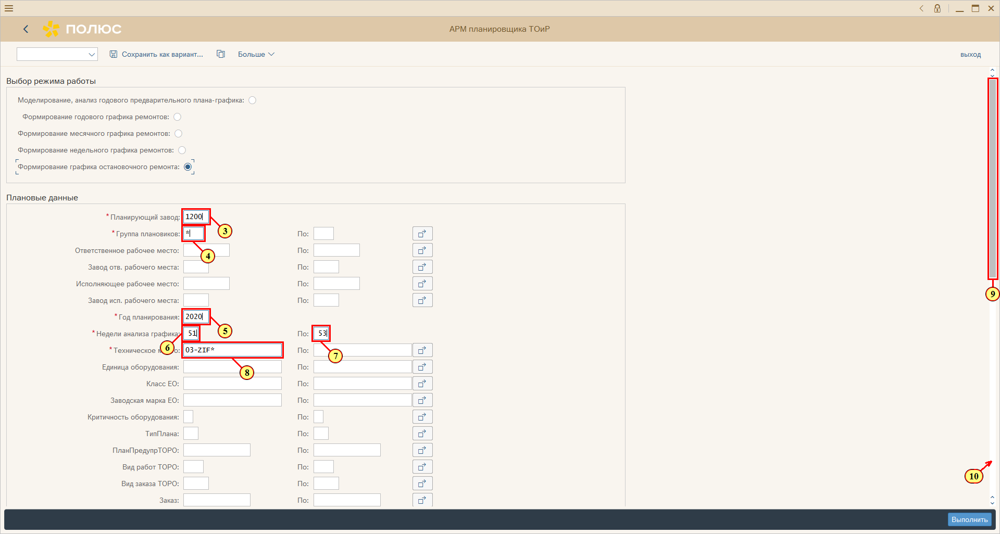 ПОЛЮС
АРМ планировщика ТОиР
Сохранить как вариант...
Больше
выход
Выбор режима работы
Моделирование, анализ годового предварительного плана-графика:
Формирование годового графика ремонтов:
Формирование месячного графика ремонтов:
Формирование недельного графика ремонтов:
Формирование графика остановочного ремонта:
Плановые данные
* Планирующий завод: 1200
3
* Группа плановиков: * По:
4
Ответственное рабочее место: По:
Завод отв. рабочего места: По:
Исполняющее рабочее место: По:
9
Завод исп. рабочего места: По:
* Год планирования: 2020
5
* Недели анализа графика: 51 По: 53
6
* Техническое о: 03-ZIF* По:
7
Единица оборудования: По:
8
Класс ЕО: По:
Заводская марка ЕО: По:
Критичность оборудования: По:
ТипПлана: По:
ПланПредупрТОРО: По:
Вид работ ТОРО: По:
10
Вид заказа ТОРО: По:
Заказ: По:
Выполнить